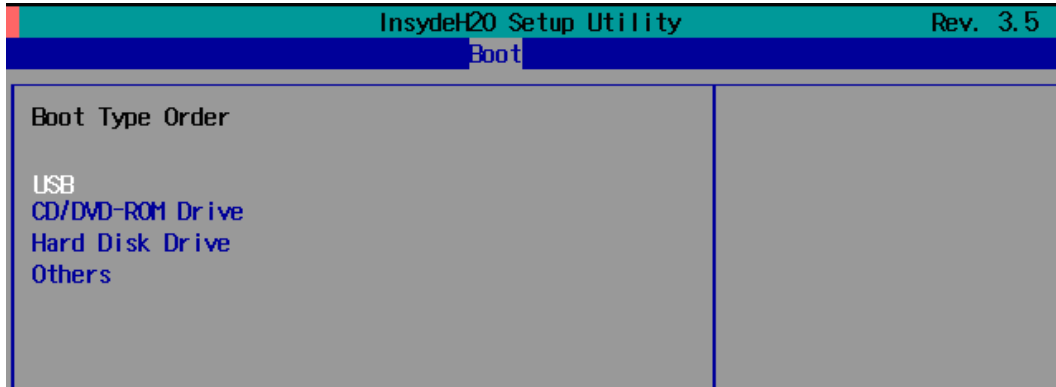 InsydeH2O Setup Utility Rev. 3.5
Boot
Boot Type Order
USB
CD/DVD-ROM Drive
Hard Disk Drive
Others